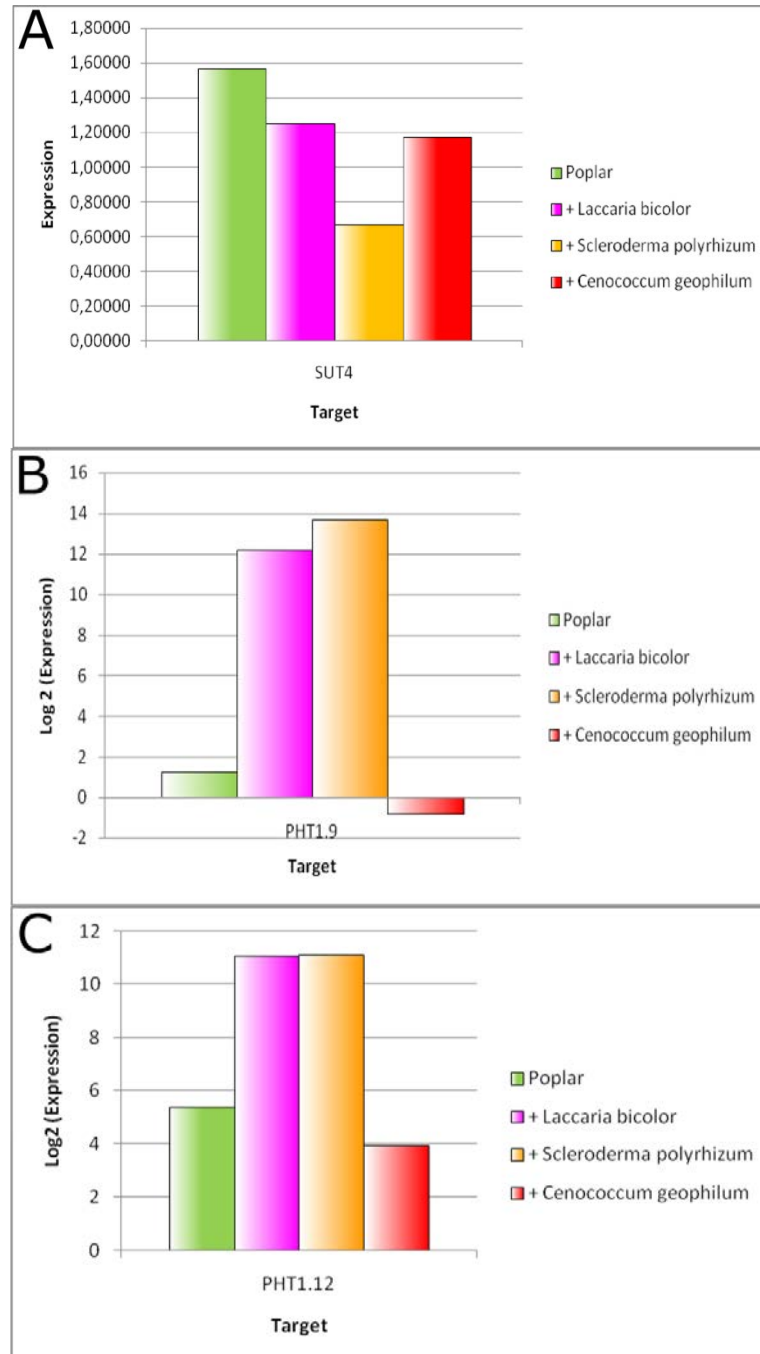 A
1,80000
1,60000
1,40000
1,20000
1,00000
0,80000
0,60000
0,40000
0,20000
0,00000
Expression
SUT4
Target
Poplar
+ Laccaria bicolor
+ Scleroderma polyrhizum
+ Cenococcum geophilum
B
16
14
12
10
8
6
4
2
0
-2
Log 2 (Expression)
PHT1.9
Target
Poplar
+ Laccaria bicolor
+ Scleroderma polyrhizum
+ Cenococcum geophilum
C
12
10
8
6
4
2
0
Log2 (Expression)
PHT1.12
Target
Poplar
+ Laccaria bicolor
+ Scleroderma polyrhizum
+ Cenococcum geophilum